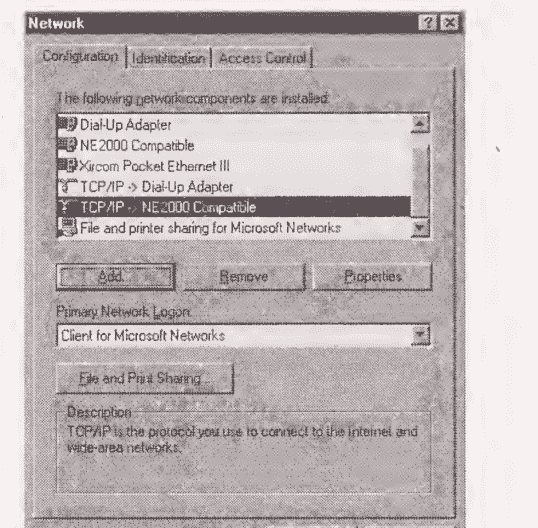 Network
Configuration Identification Access Control
The following network components are installed:
Dial-Up Adapter
NE2000 Compatible
Xircom Pocket Ethernet III
TCP/IP -> Dial-Up Adapter
TCP/IP -> NE2000 Compatible
File and printer sharing for Microsoft Networks
Add... Remove Properties
Primary Network Logon:
Client for Microsoft Networks
File and Print Sharing...
Description
TCP/IP is the protocol you use to connect to the Internet and
wide-area networks.